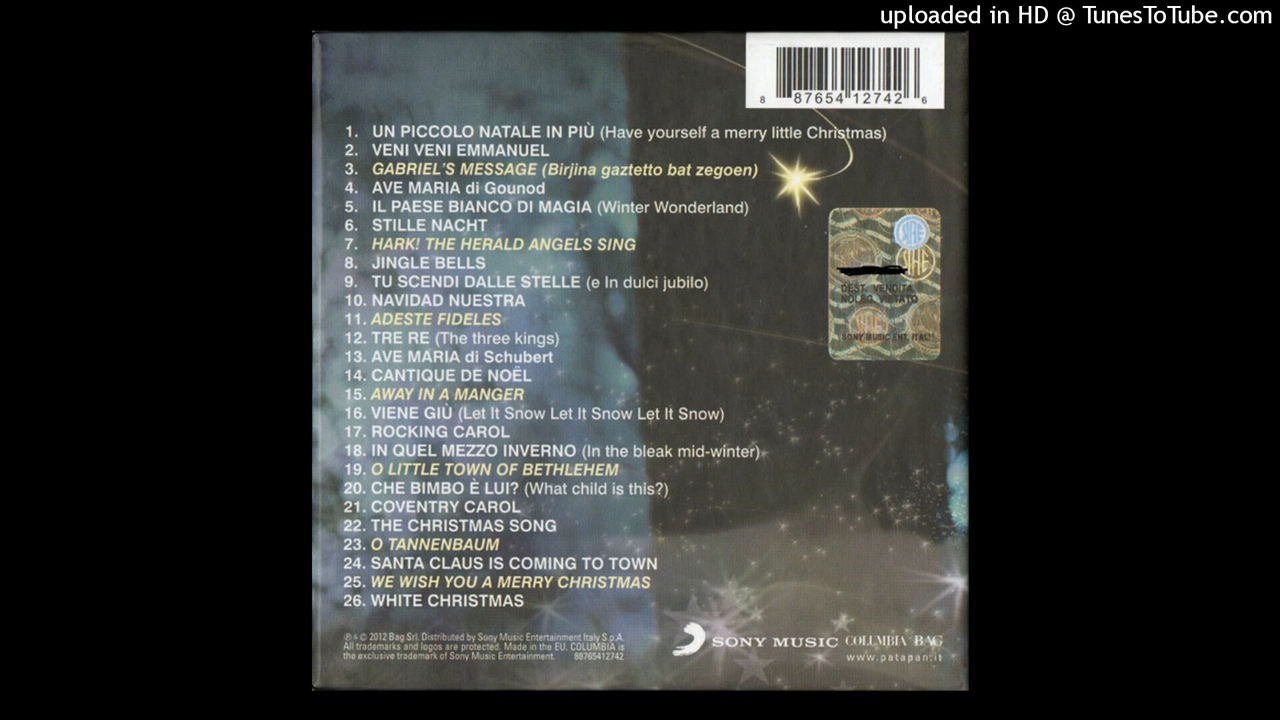 uploaded in HD @ TunesToTube.com
8 87654 12742 6
1. UN PICCOLO NATALE IN PIÙ (Have yourself a merry little Christmas)
2. VENI VENI EMMANUEL
3. GABRIEL'S MESSAGE (Birjina gaztetto bat zegoen)
4. AVE MARIA di Gounod
5. IL PAESE BIANCO DI MAGIA (Winter Wonderland)
6. STILLE NACHT
7. HARK! THE HERALD ANGELS SING
8. JINGLE BELLS
9. TU SCENDI DALLE STELLE (e In dulci jubilo)
10. NAVIDAD NUESTRA
11. ADESTE FIDELES
12. TRE RE (The three kings)
13. AVE MARIA di Schubert
14. CANTIQUE DE NOËL
15. AWAY IN A MANGER
16. VIENE GIÙ (Let It Snow Let It Snow Let It Snow)
17. ROCKING CAROL
18. IN QUEL MEZZO INVERNO (In the bleak mid-winter)
19. O LITTLE TOWN OF BETHLEHEM
20. CHE BIMBO È LUI? (What child is this?)
21. COVENTRY CAROL
22. THE CHRISTMAS SONG
23. O TANNENBAUM
24. SANTA CLAUS IS COMING TO TOWN
25. WE WISH YOU A MERRY CHRISTMAS
26. WHITE CHRISTMAS
DEST. VENDITA
NOLEG. VIETATO
SONY MUSIC ENT. ITALY
℗ & © 2012 Bag Srl. Distributed by Sony Music Entertainment Italy S.p.A.
All trademarks and logos are protected. Made in the EU. COLUMBIA is
the exclusive trademark of Sony Music Entertainment. 88765412742
SONY MUSIC COLUMBIA BAG
www.patapan.it